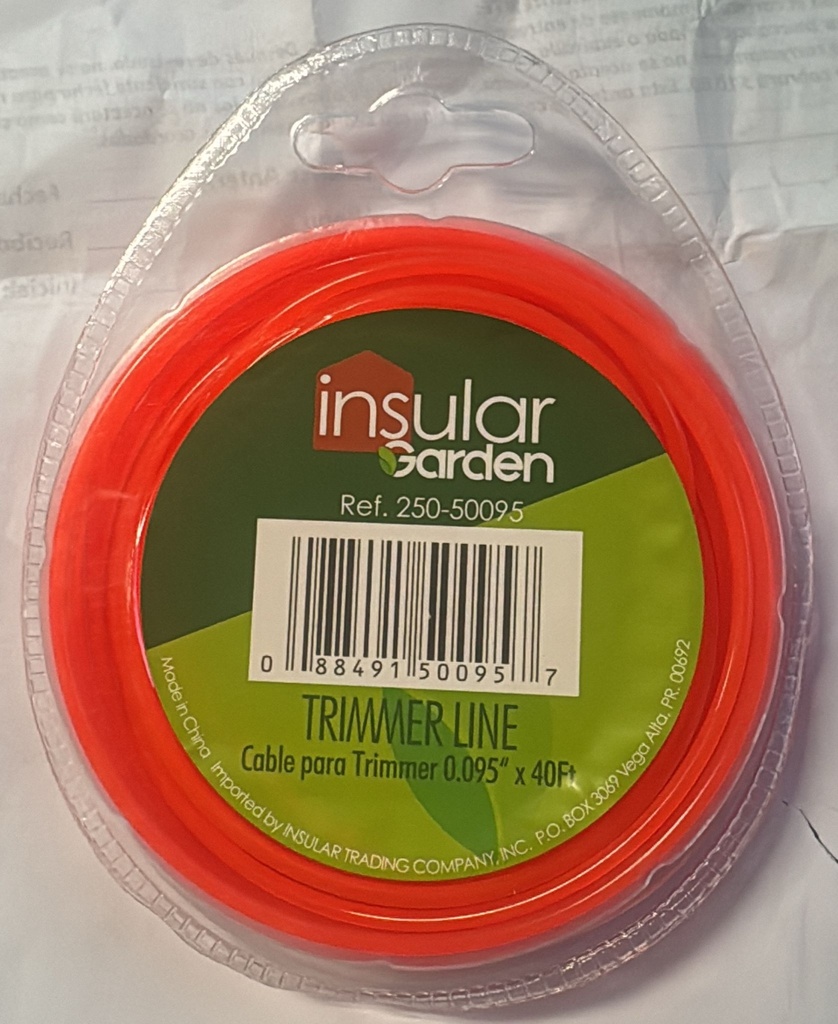 insular
Garden
Ref. 250-50095
0 88491 50095 7
TRIMMER LINE
Cable para Trimmer 0.095" x 40Ft
Made in China Imported by INSULAR TRADING COMPANY, INC. P.O. BOX 3069 Vega Alta, PR. 00692